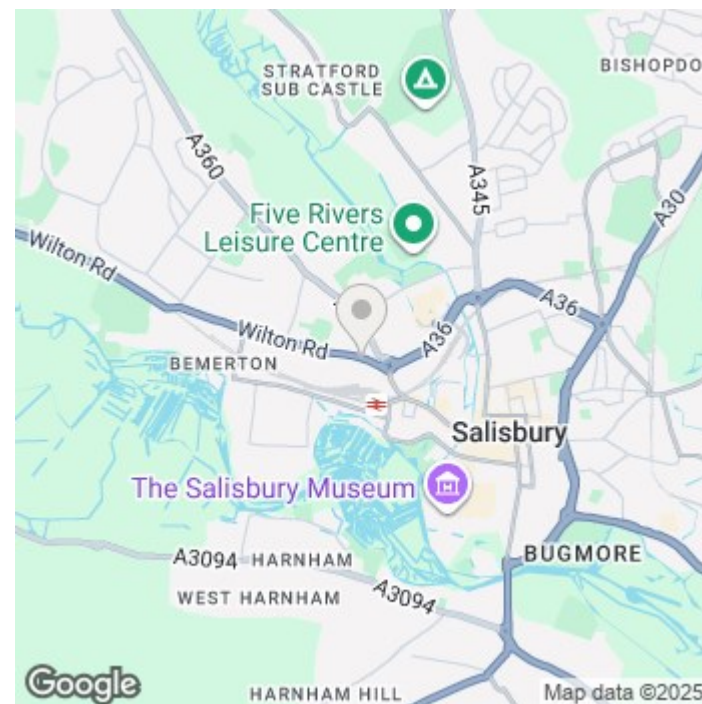 STRATFORD
SUB CASTLE
BISHOPDO
A360
A345
A30
Five Rivers
Leisure Centre
Wilton Rd
A36
Wilton Rd
A36
BEMERTON
Salisbury
The Salisbury Museum
A3094
HARNHAM
BUGMORE
WEST HARNHAM
A3094
HARNHAM HILL
Google
Map data ©2025